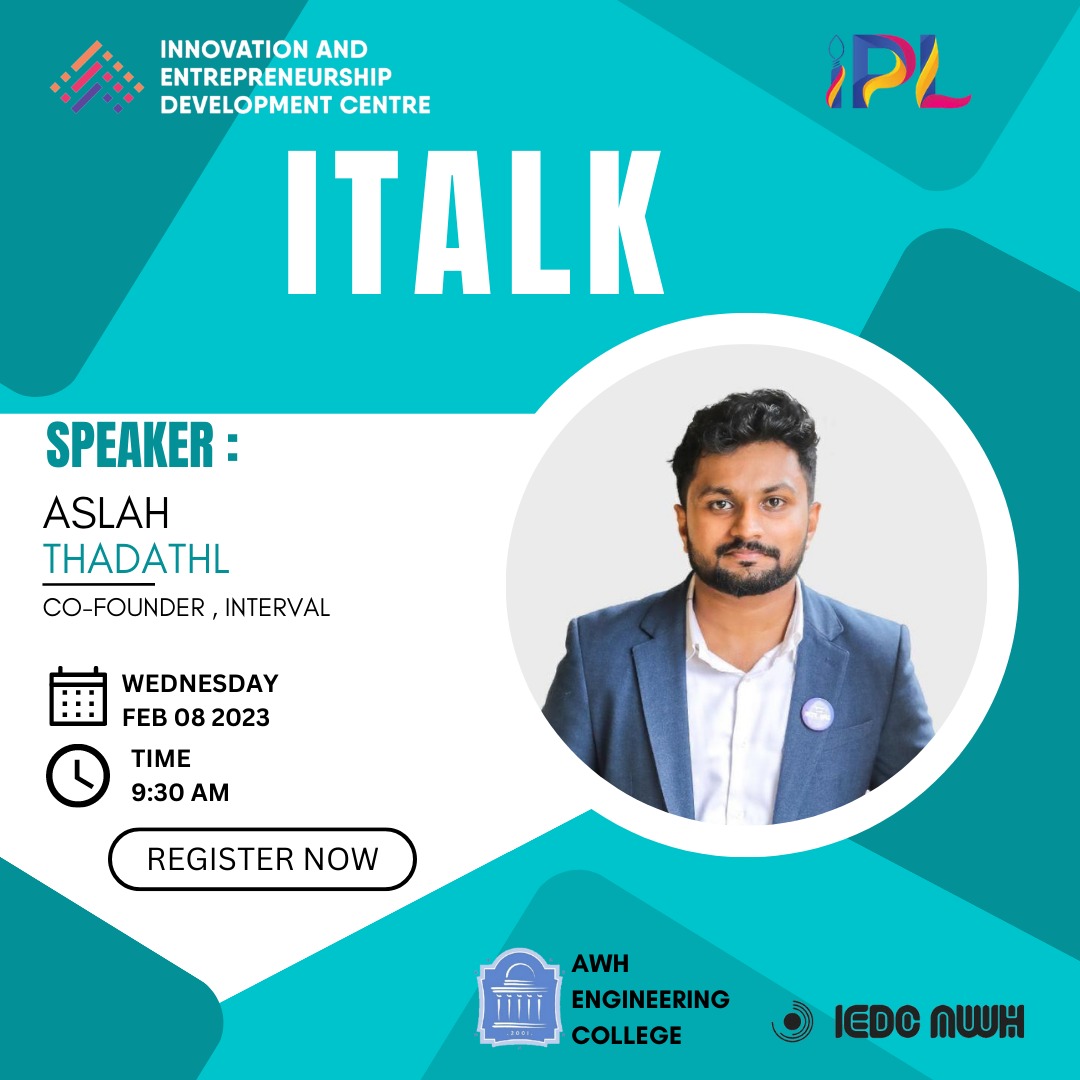 INNOVATION AND
ENTREPRENEURSHIP
DEVELOPMENT CENTRE
iPL
ITALK
SPEAKER :
ASLAH
THADATHL
CO-FOUNDER , INTERVAL
WEDNESDAY
FEB 08 2023
TIME
9:30 AM
REGISTER NOW
.2001.
AWH
ENGINEERING
COLLEGE
IEDC AWH